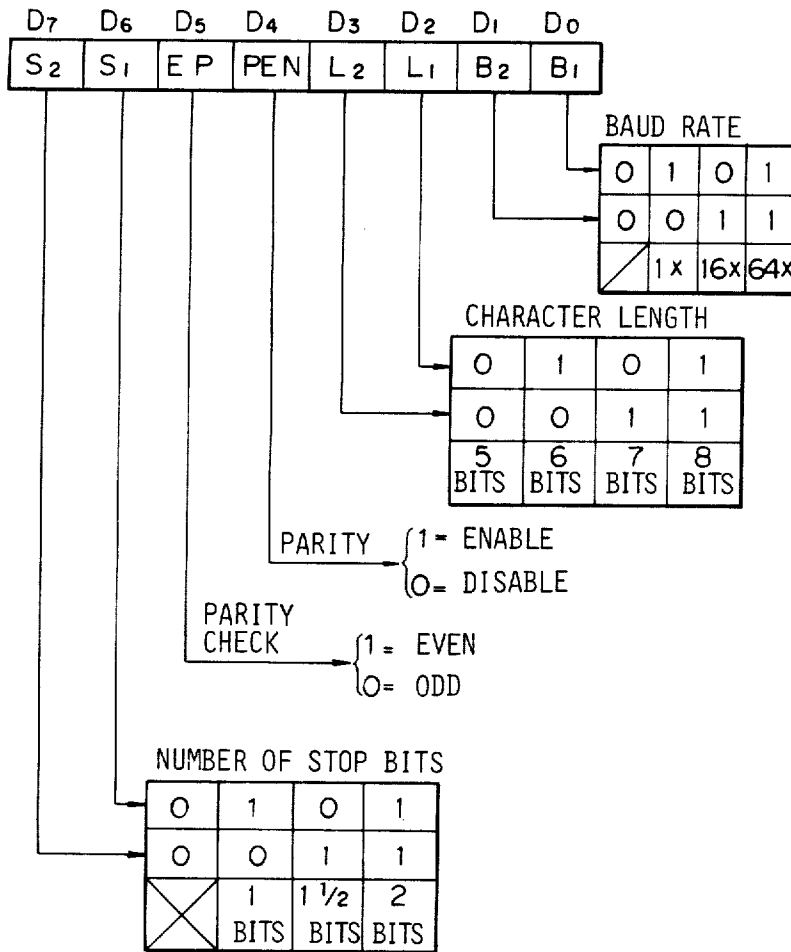 D7 D6 D5 D4 D3 D2 D1 D0
S2 S1 EP PEN L2 L1 B2 B1
BAUD RATE
0 1 0 1
0 0 1 1
1× 16× 64×
CHARACTER LENGTH
0 1 0 1
0 0 1 1
5 6 7 8
BITS BITS BITS BITS
PARITY
1 = ENABLE
0= DISABLE
PARITY
CHECK
1 = EVEN
0= ODD
NUMBER OF STOP BITS
0 1 0 1
0 0 1 1
1 1 1/2 2
BITS BITS BITS